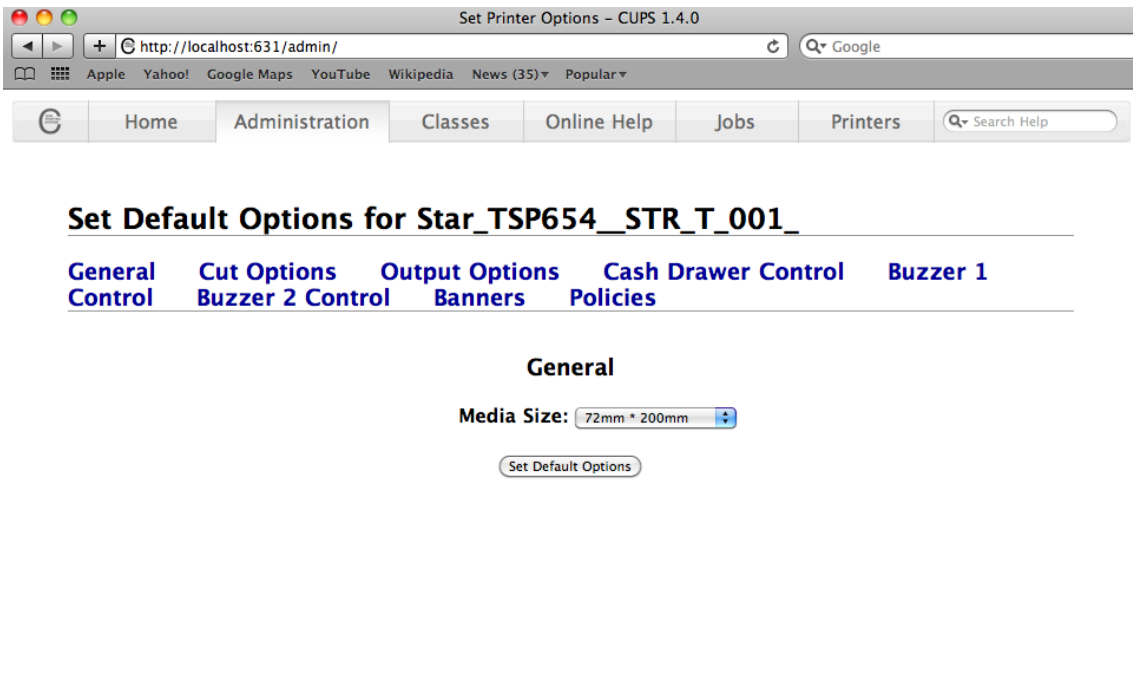 Set Printer Options – CUPS 1.4.0
http://localhost:631/admin/ Google
Apple Yahoo! Google Maps YouTube Wikipedia News (35) Popular
Home Administration Classes Online Help Jobs Printers Search Help
Set Default Options for Star_TSP654__STR_T_001_
General Cut Options Output Options Cash Drawer Control Buzzer 1
Control Buzzer 2 Control Banners Policies
General
Media Size: 72mm * 200mm
Set Default Options